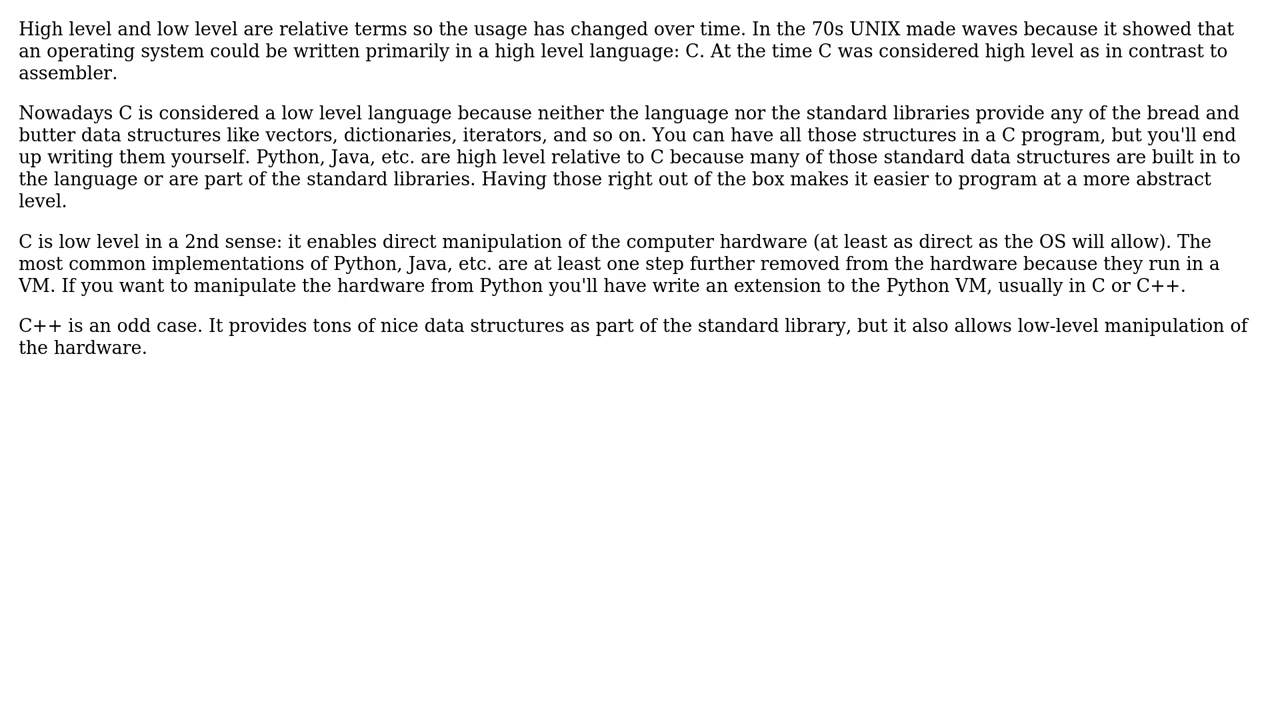 High level and low level are relative terms so the usage has changed over time. In the 70s UNIX made waves because it showed that
an operating system could be written primarily in a high level language: C. At the time C was considered high level as in contrast to
assembler.
Nowadays C is considered a low level language because neither the language nor the standard libraries provide any of the bread and
butter data structures like vectors, dictionaries, iterators, and so on. You can have all those structures in a C program, but you'll end
up writing them yourself. Python, Java, etc. are high level relative to C because many of those standard data structures are built in to
the language or are part of the standard libraries. Having those right out of the box makes it easier to program at a more abstract
level.
C is low level in a 2nd sense: it enables direct manipulation of the computer hardware (at least as direct as the OS will allow). The
most common implementations of Python, Java, etc. are at least one step further removed from the hardware because they run in a
VM. If you want to manipulate the hardware from Python you'll have write an extension to the Python VM, usually in C or C++.
C++ is an odd case. It provides tons of nice data structures as part of the standard library, but it also allows low-level manipulation of
the hardware.